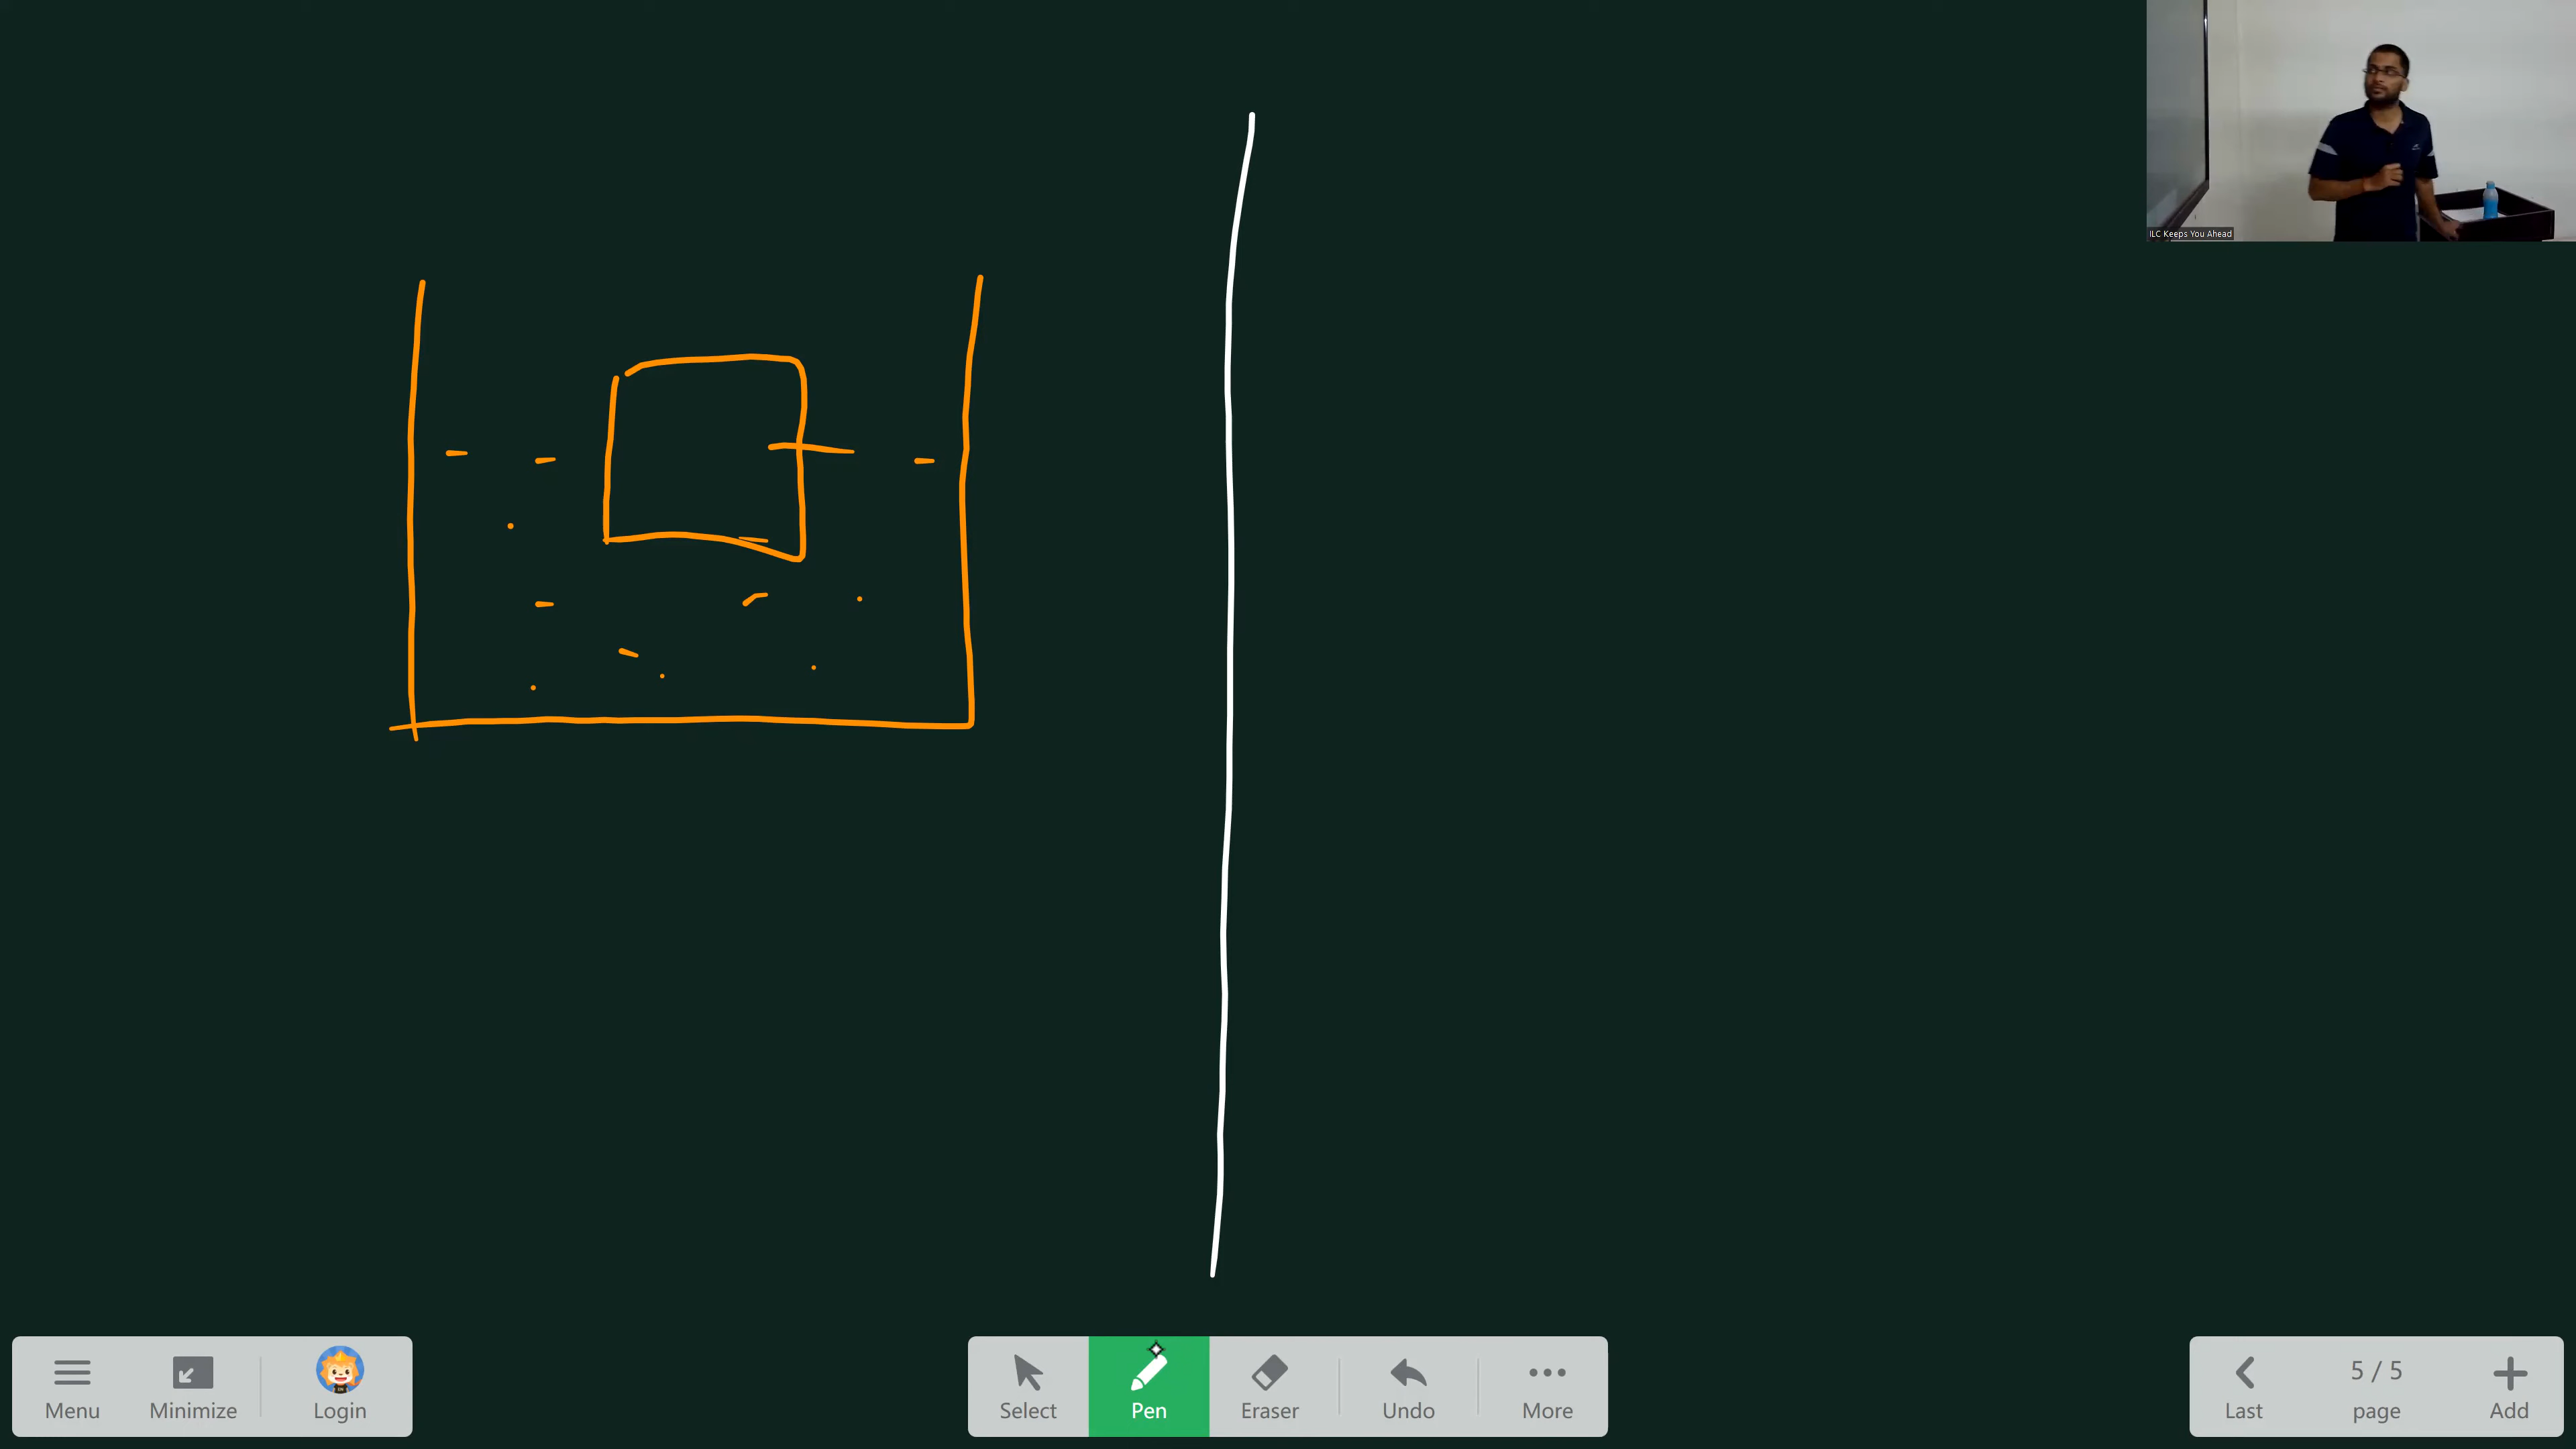 ILC Keeps You Ahead
Menu
Minimize
Login
Select
Pen
Eraser
Undo
More
Last
5 / 5
page
Add